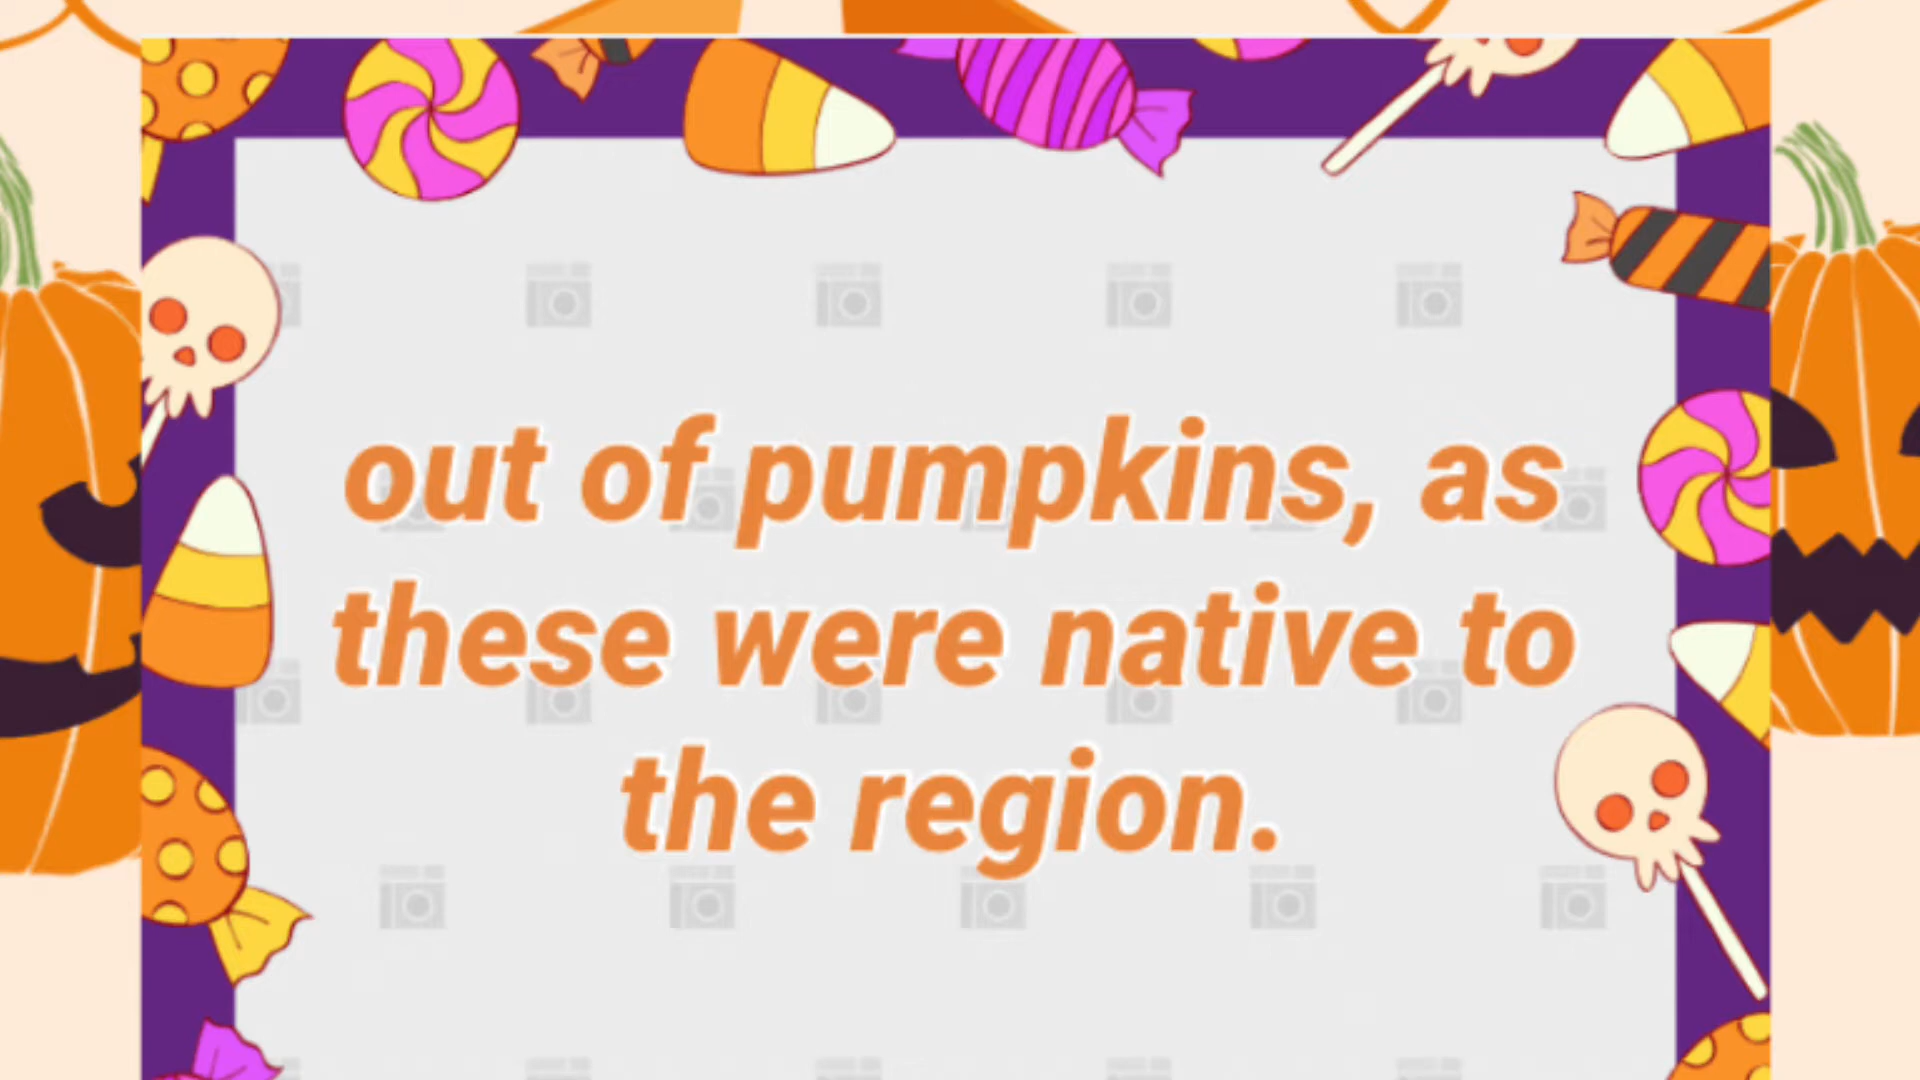 out of pumpkins, as
these were native to
the region.